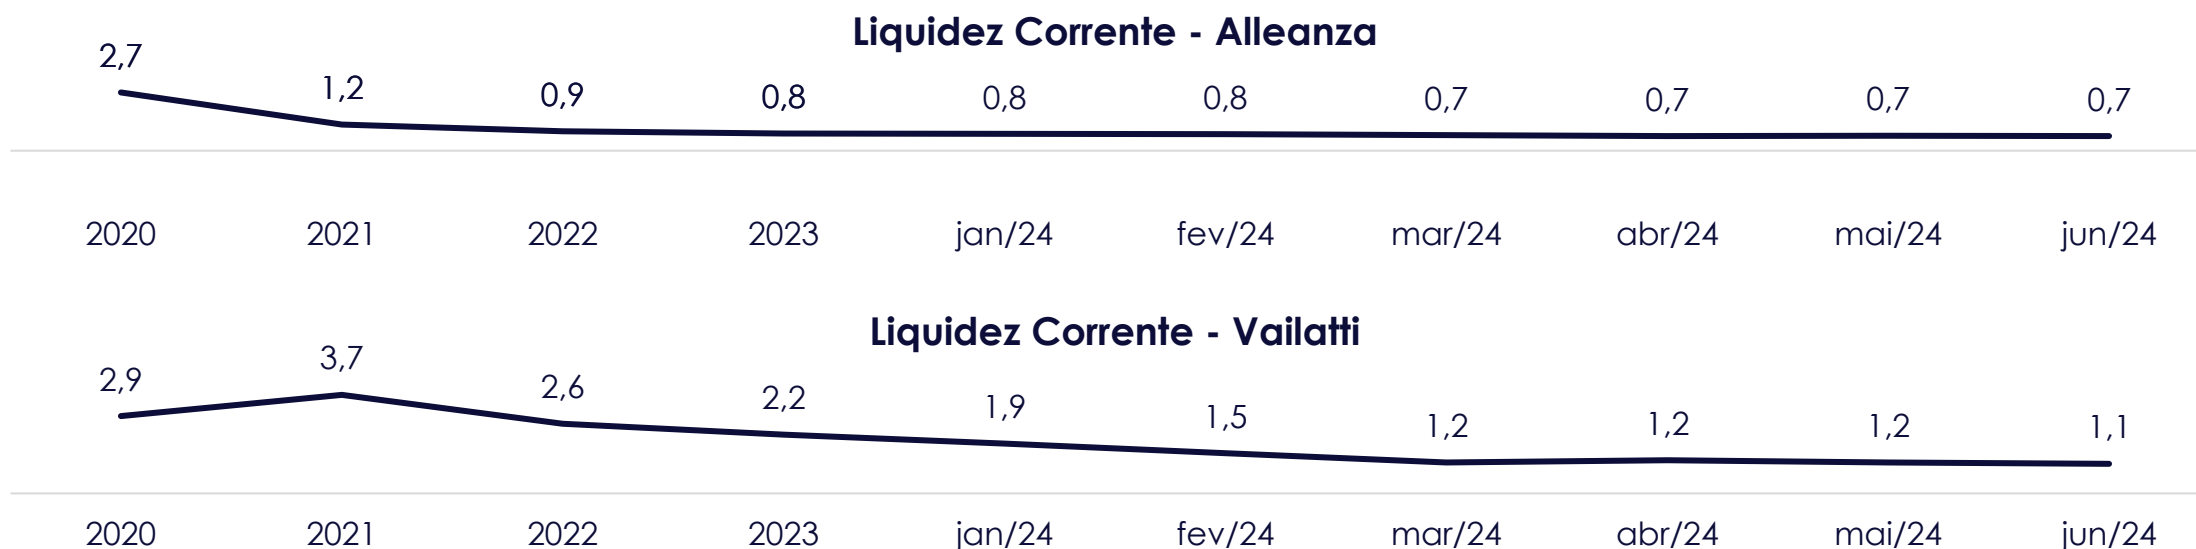 Liquidez Corrente - Alleanza
2,7 1,2 0,9 0,8 0,8 0,8 0,7 0,7 0,7 0,7
2020 2021 2022 2023 jan/24 fev/24 mar/24 abr/24 mai/24 jun/24
Liquidez Corrente - Vailatti
2,9 3,7 2,6 2,2 1,9 1,5 1,2 1,2 1,2 1,1
2020 2021 2022 2023 jan/24 fev/24 mar/24 abr/24 mai/24 jun/24